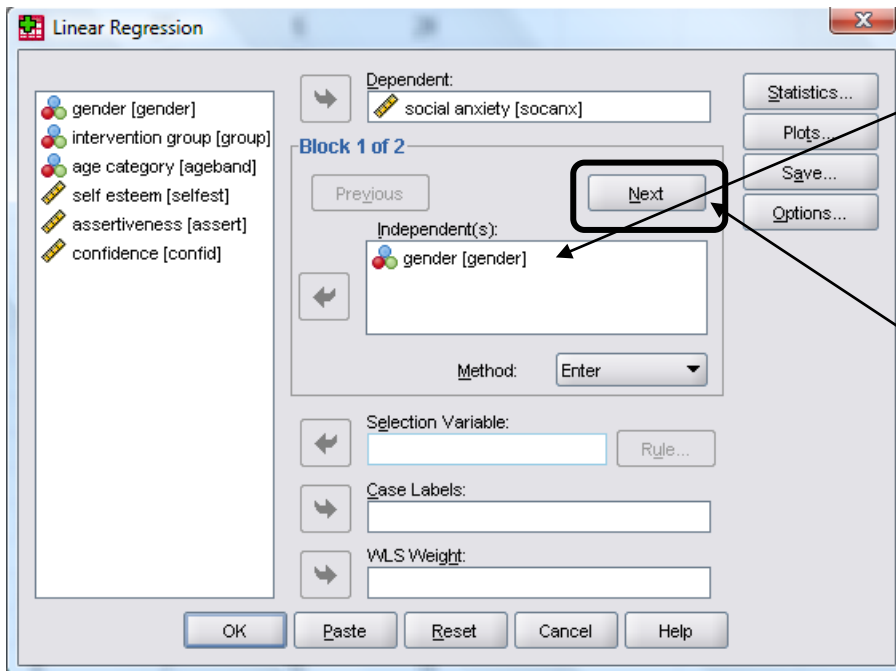 Linear Regression
gender [gender]
intervention group [group]
age category [ageband]
self esteem [selfest]
assertiveness [assert]
confidence [confid]
Dependent:
social anxiety [socanx]
Block 1 of 2
Previous
Next
Independent(s):
gender [gender]
Method: Enter
Selection Variable:
Rule...
Case Labels:
WLS Weight:
Statistics...
Plots...
Save...
Options...
OK Paste Reset Cancel Help